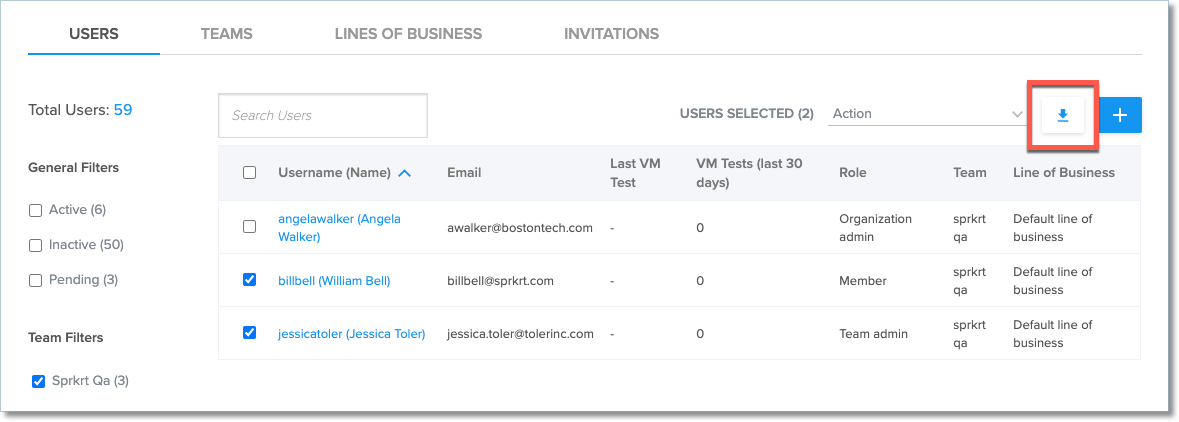 USERS TEAMS LINES OF BUSINESS INVITATIONS
Total Users: 59
Search Users
USERS SELECTED (2)
Action
General Filters
Active (6)
Inactive (50)
Pending (3)
Team Filters
Sprkrt Qa (3)
Username (Name) Email Last VM VM Tests (last 30 Role Team Line of Business
Test days)
angelawalker (Angela awalker@bostontech.com - 0 Organization sprkrt Default line of
Walker) admin qa business
billbell (William Bell) billbell@sprkrt.com - 0 Member sprkrt Default line of
qa business
jessicatoler (Jessica Toler) jessica.toler@tolerinc.com - 0 Team admin sprkrt Default line of
qa business